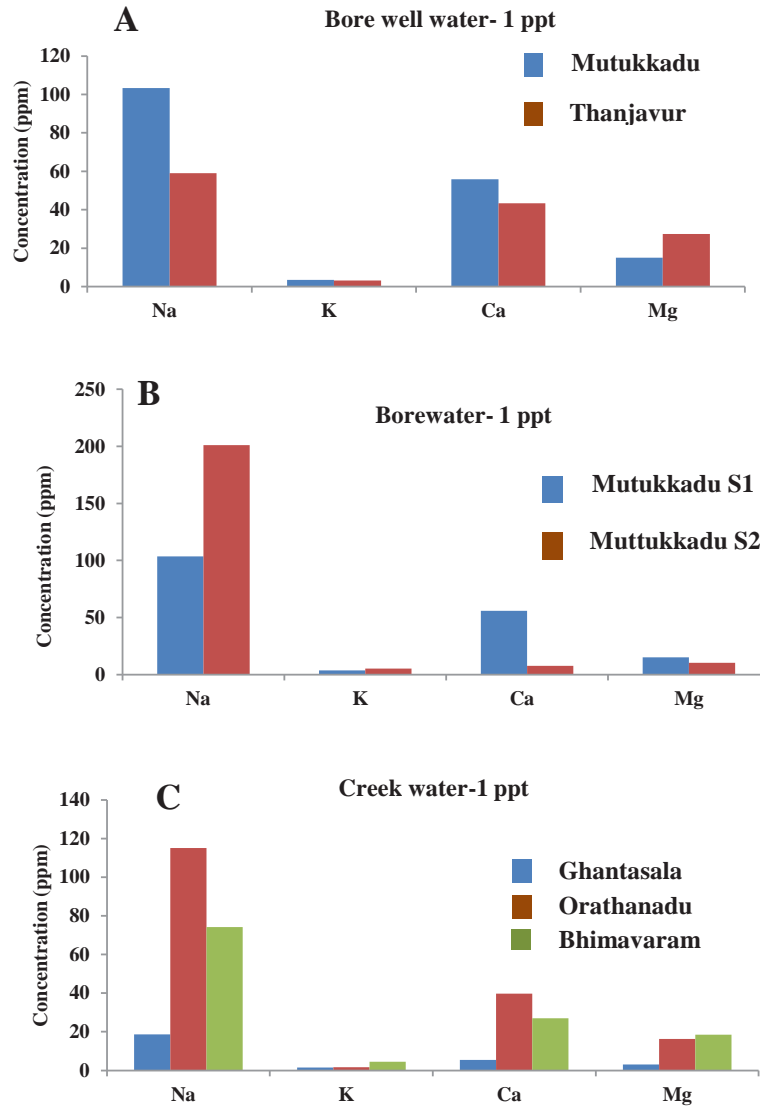 A
Bore well water- 1 ppt
Concentration (ppm)
120
100
80
60
40
20
0
Mutukkadu
Thanjavur
Na K Ca Mg
B
Borewater- 1 ppt
Concentration (ppm)
250
200
150
100
50
0
Mutukkadu S1
Muttukkadu S2
Na K Ca Mg
C
Creek water-1 ppt
Concentration (ppm)
140
120
100
80
60
40
20
0
Ghantasala
Orathanadu
Bhimavaram
Na K Ca Mg